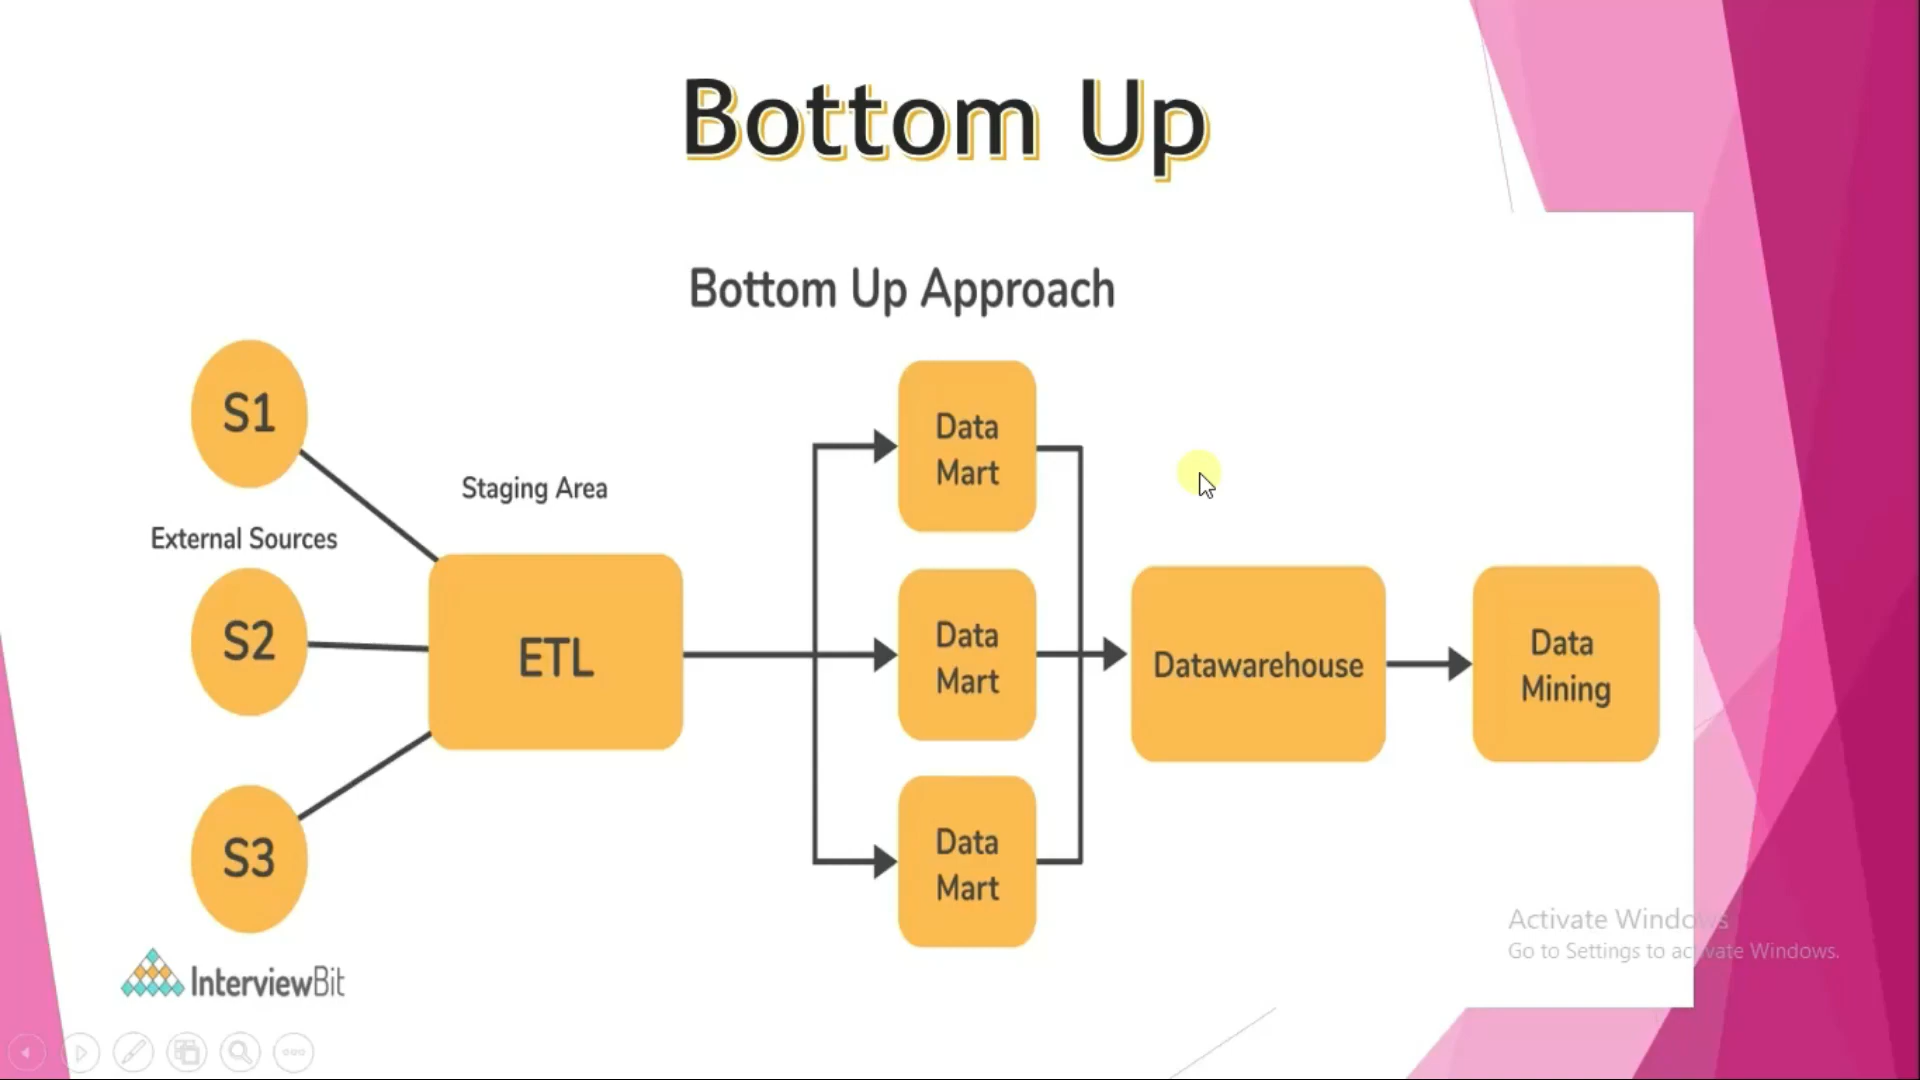 Bottom Up
Bottom Up Approach
S1
Staging Area
External Sources
S2
ETL
S3
Data
Mart
Data
Mart
Data
Mart
Datawarehouse
Data
Mining
InterviewBit
Activate Windows
Go to Settings to activate Windows.